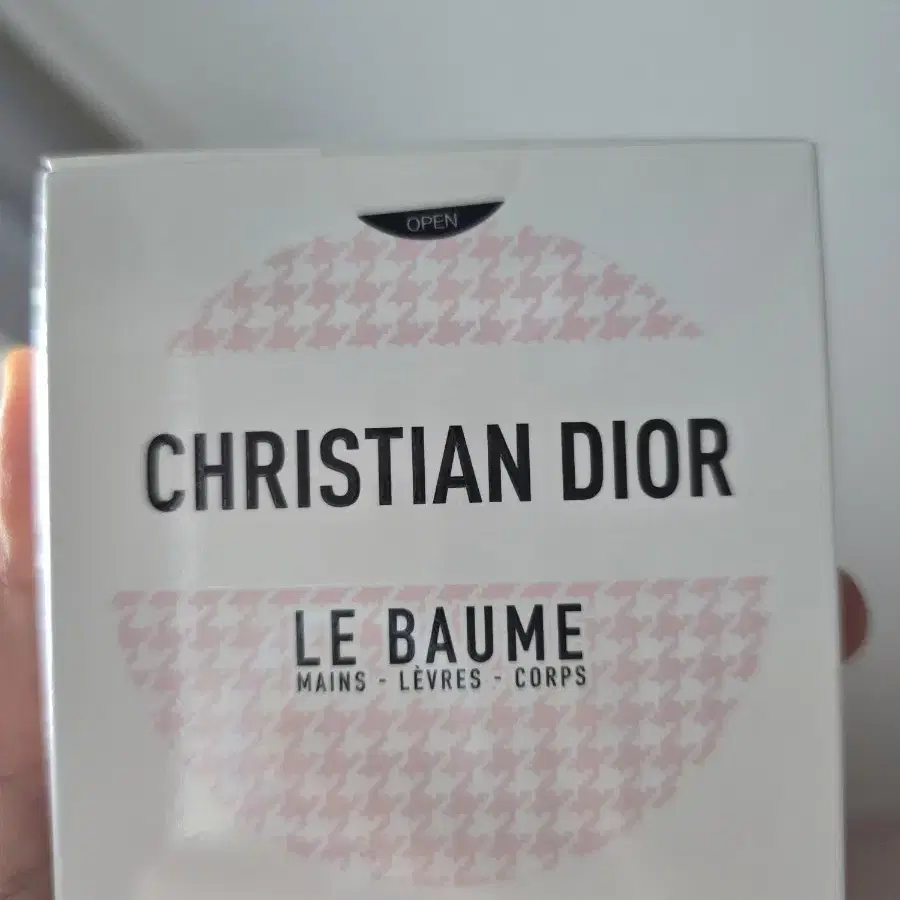 OPEN
CHRISTIAN DIOR
LE BAUME
MAINS - LÈVRES - CORPS